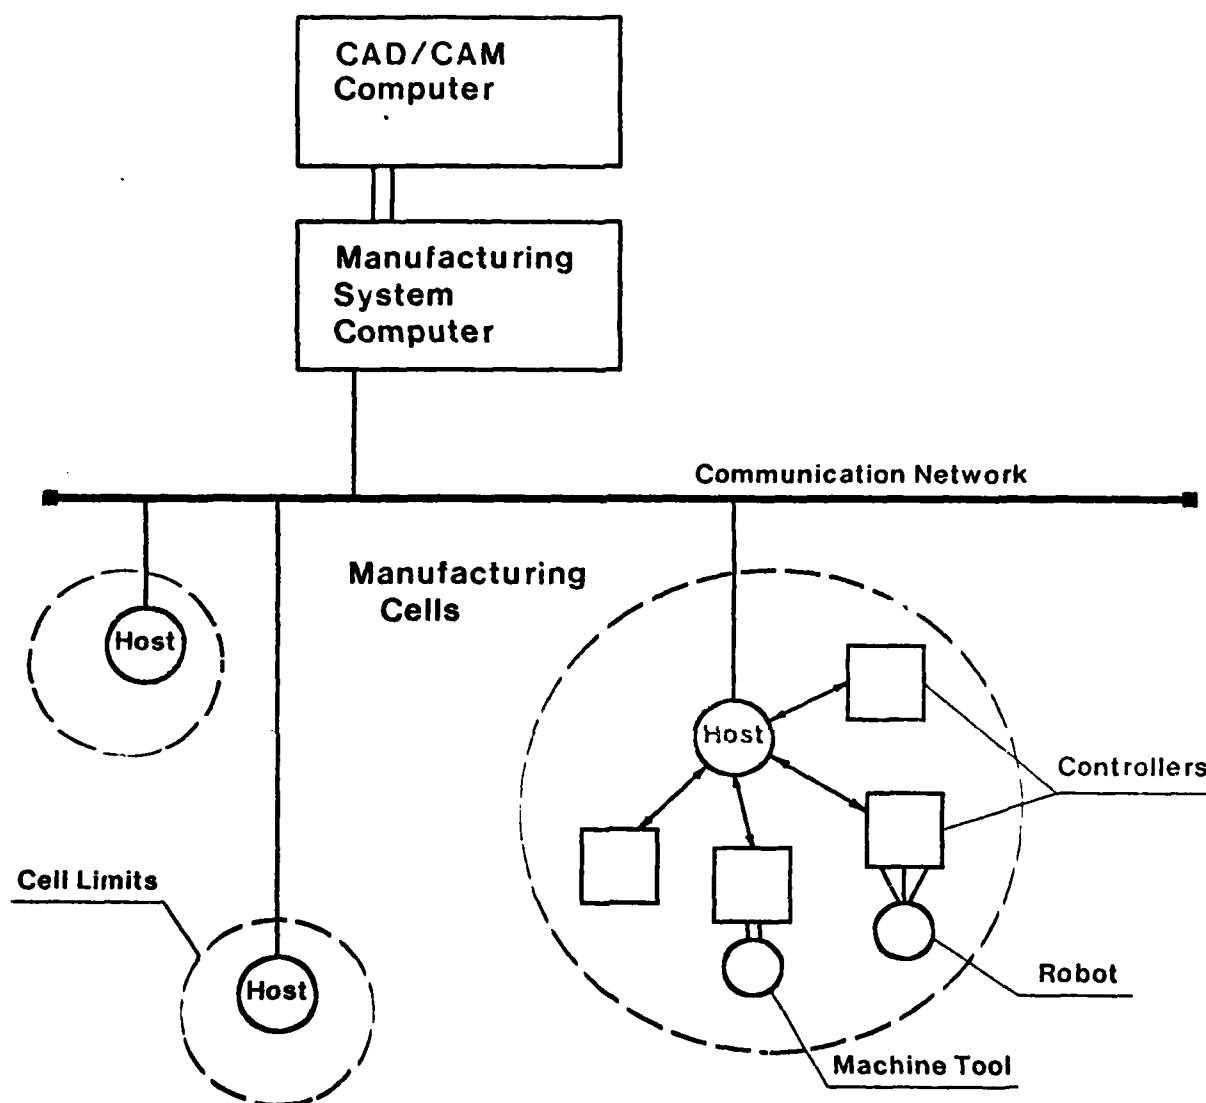 CAD/CAM
Computer
Manufacturing
System
Computer
Communication Network
Manufacturing
Cells
Host
Host
Controllers
Cell Limits
Host
Robot
Machine Tool